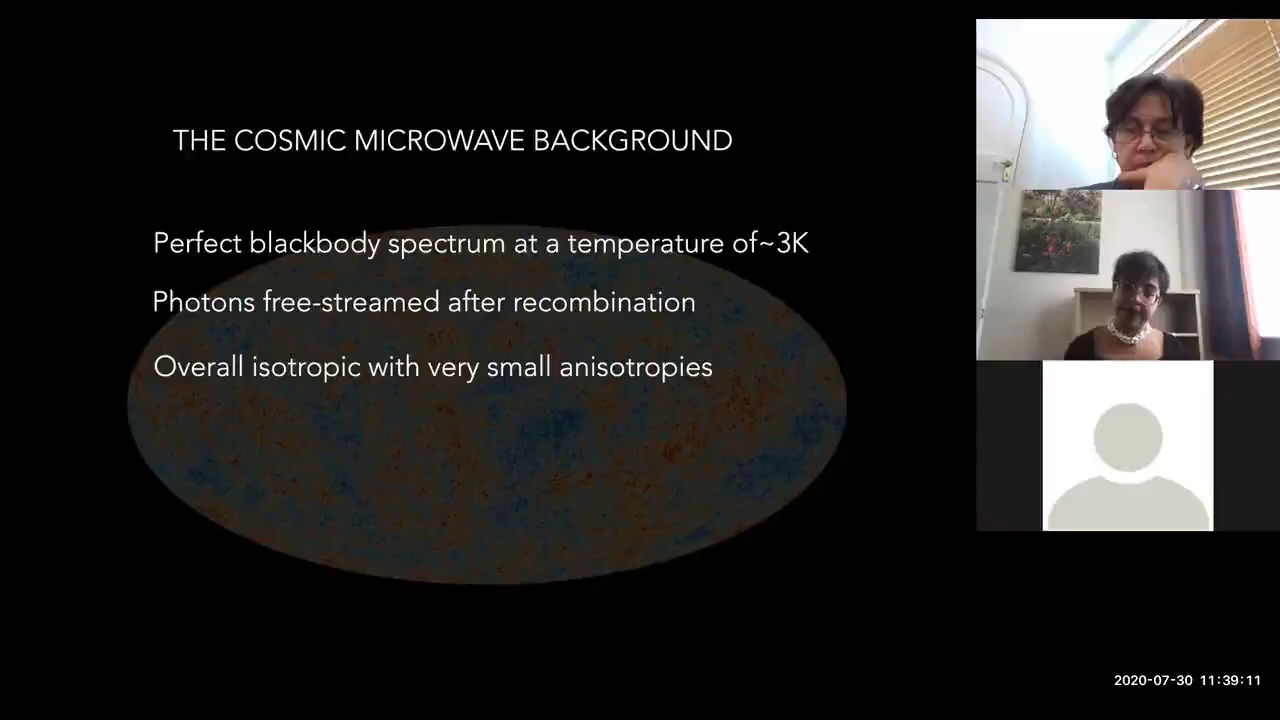 THE COSMIC MICROWAVE BACKGROUND
Perfect blackbody spectrum at a temperature of~3K
Photons free-streamed after recombination
Overall isotropic with very small anisotropies
2020-07-30 11:39:11